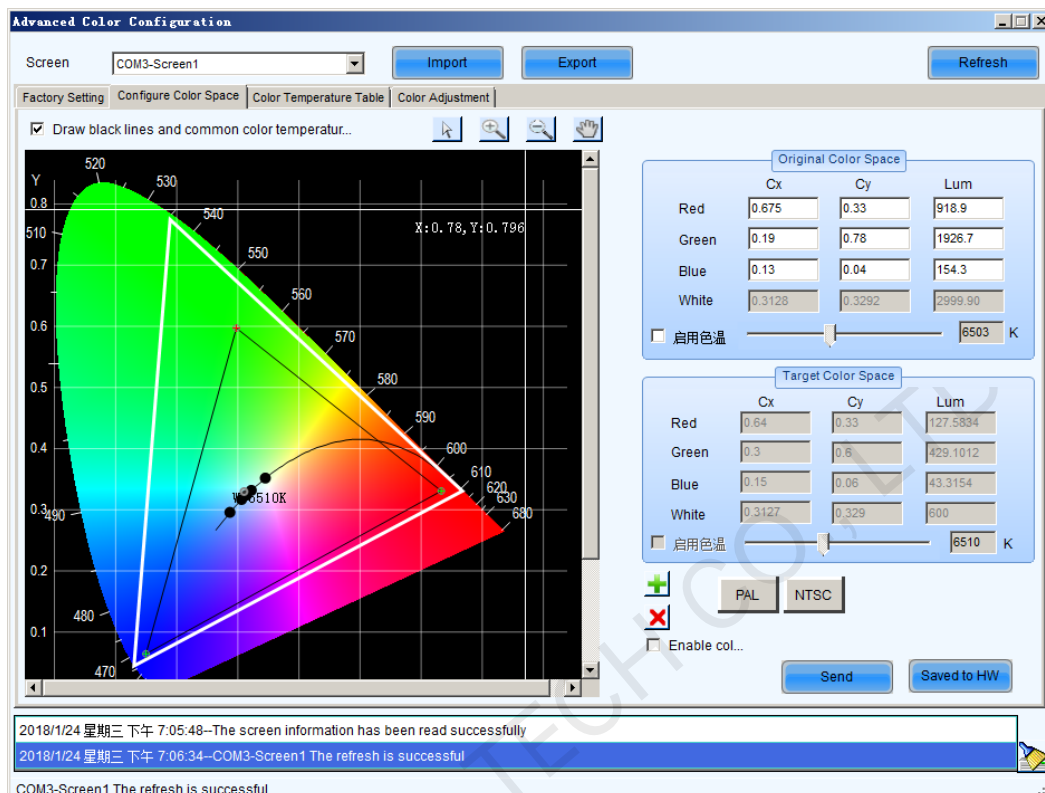 Advanced Color Configuration
Screen COM3-Screen1 Import Export Refresh
Factory Setting Configure Color Space Color Temperature Table Color Adjustment
Draw black lines and common color temperatur...
Y
520
530
540
550
560
570
580
590
600
610
620
630
680
510
490
480
470
0.8
0.7
0.6
0.5
0.4
0.3
0.2
0.1
X:0.78,Y:0.796
6510K
Original Color Space
Cx Cy Lum
Red 0.675 0.33 918.9
Green 0.19 0.78 1926.7
Blue 0.13 0.04 154.3
White 0.3128 0.3292 2999.90
启用色温 6503 K
Target Color Space
Cx Cy Lum
Red 0.64 0.33 127.5834
Green 0.3 0.6 429.1012
Blue 0.15 0.06 43.3154
White 0.3127 0.329 600
启用色温 6510 K
PAL NTSC
Enable col...
Send Saved to HW
2018/1/24 星期三 下午 7:05:48--The screen information has been read successfully
2018/1/24 星期三 下午 7:06:34--COM3-Screen1 The refresh is successful
COM3-Screen1 The refresh is successful
TECH CO., LT